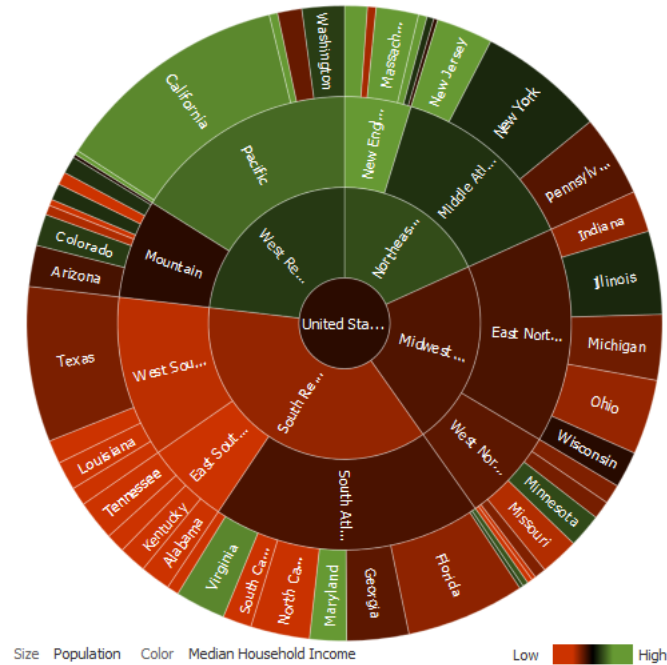 United Sta...
Northeas...
New Eng...
Massach...
Middle Atl...
New Jersey
New York
Pennsylv...
Midwest ...
East Nort...
Indiana
Illinois
Michigan
Ohio
Wisconsin
West Nor...
Minnesota
Missouri
South Re...
South Atl...
Florida
Georgia
Maryland
North Ca...
South Ca...
Virginia
East Sout...
Alabama
Kentucky
Tennessee
West Sou...
Louisiana
Texas
West Re...
Mountain
Arizona
Colorado
Pacific
California
Washington
Size Population Color Median Household Income Low High